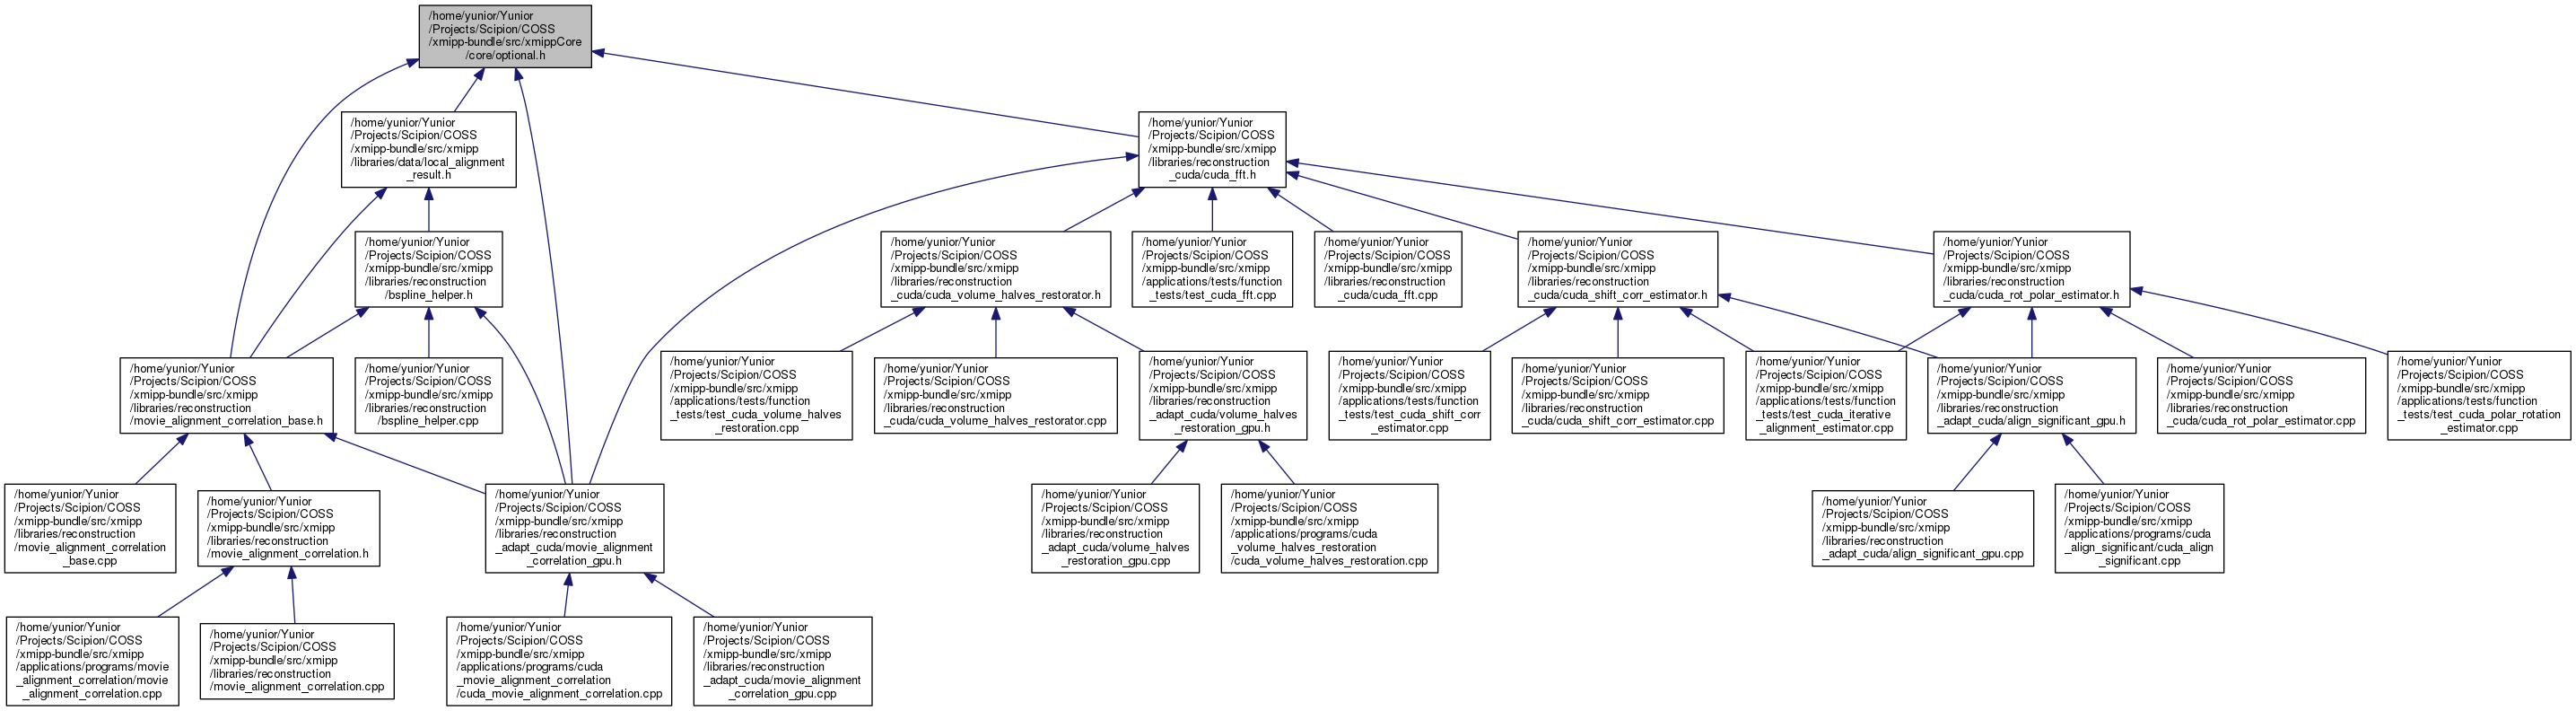 /home/yunior/Yunior
/Projects/Scipion/COSS
/xmipp-bundle/src/xmippCore
/core/optional.h
/home/yunior/Yunior
/Projects/Scipion/COSS
/xmipp-bundle/src/xmipp
/libraries/data/local_alignment
_result.h
/home/yunior/Yunior
/Projects/Scipion/COSS
/xmipp-bundle/src/xmipp
/libraries/reconstruction
_cuda/cuda_fft.h
/home/yunior/Yunior
/Projects/Scipion/COSS
/xmipp-bundle/src/xmipp
/libraries/reconstruction
/bspline_helper.h
/home/yunior/Yunior
/Projects/Scipion/COSS
/xmipp-bundle/src/xmipp
/libraries/reconstruction
_cuda/cuda_volume_halves_restorator.h
/home/yunior/Yunior
/Projects/Scipion/COSS
/xmipp-bundle/src/xmipp
/applications/tests/function
_tests/test_cuda_fft.cpp
/home/yunior/Yunior
/Projects/Scipion/COSS
/xmipp-bundle/src/xmipp
/libraries/reconstruction
_cuda/cuda_fft.cpp
/home/yunior/Yunior
/Projects/Scipion/COSS
/xmipp-bundle/src/xmipp
/libraries/reconstruction
_cuda/cuda_shift_corr_estimator.h
/home/yunior/Yunior
/Projects/Scipion/COSS
/xmipp-bundle/src/xmipp
/libraries/reconstruction
_cuda/cuda_rot_polar_estimator.h
/home/yunior/Yunior
/Projects/Scipion/COSS
/xmipp-bundle/src/xmipp
/libraries/reconstruction
/movie_alignment_correlation_base.h
/home/yunior/Yunior
/Projects/Scipion/COSS
/xmipp-bundle/src/xmipp
/libraries/reconstruction
/bspline_helper.cpp
/home/yunior/Yunior
/Projects/Scipion/COSS
/xmipp-bundle/src/xmipp
/applications/tests/function
_tests/test_cuda_volume_halves
_restoration.cpp
/home/yunior/Yunior
/Projects/Scipion/COSS
/xmipp-bundle/src/xmipp
/libraries/reconstruction
_cuda/cuda_volume_halves_restorator.cpp
/home/yunior/Yunior
/Projects/Scipion/COSS
/xmipp-bundle/src/xmipp
/libraries/reconstruction
_adapt_cuda/volume_halves
_restoration_gpu.h
/home/yunior/Yunior
/Projects/Scipion/COSS
/xmipp-bundle/src/xmipp
/applications/tests/function
_tests/test_cuda_shift_corr
_estimator.cpp
/home/yunior/Yunior
/Projects/Scipion/COSS
/xmipp-bundle/src/xmipp
/libraries/reconstruction
_cuda/cuda_shift_corr_estimator.cpp
/home/yunior/Yunior
/Projects/Scipion/COSS
/xmipp-bundle/src/xmipp
/applications/tests/function
_tests/test_cuda_iterative
_alignment_estimator.cpp
/home/yunior/Yunior
/Projects/Scipion/COSS
/xmipp-bundle/src/xmipp
/libraries/reconstruction
_adapt_cuda/align_significant_gpu.h
/home/yunior/Yunior
/Projects/Scipion/COSS
/xmipp-bundle/src/xmipp
/libraries/reconstruction
_cuda/cuda_rot_polar_estimator.cpp
/home/yunior/Yunior
/Projects/Scipion/COSS
/xmipp-bundle/src/xmipp
/applications/tests/function
_tests/test_cuda_polar_rotation
_estimator.cpp
/home/yunior/Yunior
/Projects/Scipion/COSS
/xmipp-bundle/src/xmipp
/libraries/reconstruction
/movie_alignment_correlation
_base.cpp
/home/yunior/Yunior
/Projects/Scipion/COSS
/xmipp-bundle/src/xmipp
/libraries/reconstruction
/movie_alignment_correlation.h
/home/yunior/Yunior
/Projects/Scipion/COSS
/xmipp-bundle/src/xmipp
/libraries/reconstruction
_adapt_cuda/movie_alignment
_correlation_gpu.h
/home/yunior/Yunior
/Projects/Scipion/COSS
/xmipp-bundle/src/xmipp
/libraries/reconstruction
_adapt_cuda/volume_halves
_restoration_gpu.cpp
/home/yunior/Yunior
/Projects/Scipion/COSS
/xmipp-bundle/src/xmipp
/applications/programs/cuda
_volume_halves_restoration
/cuda_volume_halves_restoration.cpp
/home/yunior/Yunior
/Projects/Scipion/COSS
/xmipp-bundle/src/xmipp
/libraries/reconstruction
_adapt_cuda/align_significant_gpu.cpp
/home/yunior/Yunior
/Projects/Scipion/COSS
/xmipp-bundle/src/xmipp
/applications/programs/cuda
_align_significant/cuda_align
_significant.cpp
/home/yunior/Yunior
/Projects/Scipion/COSS
/xmipp-bundle/src/xmipp
/applications/programs/movie
_alignment_correlation/movie
_alignment_correlation.cpp
/home/yunior/Yunior
/Projects/Scipion/COSS
/xmipp-bundle/src/xmipp
/libraries/reconstruction
/movie_alignment_correlation.cpp
/home/yunior/Yunior
/Projects/Scipion/COSS
/xmipp-bundle/src/xmipp
/applications/programs/cuda
_movie_alignment_correlation
/cuda_movie_alignment_correlation.cpp
/home/yunior/Yunior
/Projects/Scipion/COSS
/xmipp-bundle/src/xmipp
/libraries/reconstruction
_adapt_cuda/movie_alignment
_correlation_gpu.cpp